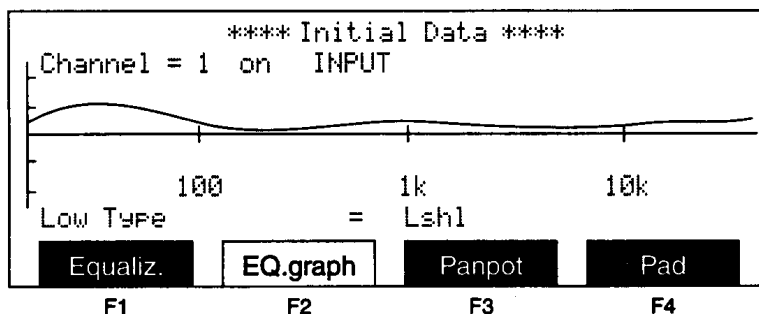 **** Initial Data ****
Channel = 1 on INPUT
100 1k 10k
Low Type = Lshl
Equaliz. EQ.graph Panpot Pad
F1 F2 F3 F4